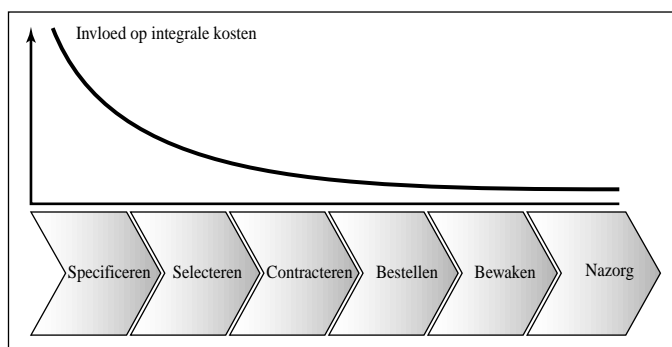 Invloed op integrale kosten
Specificeren
Selecteren
Contracteren
Bestellen
Bewaken
Nazorg